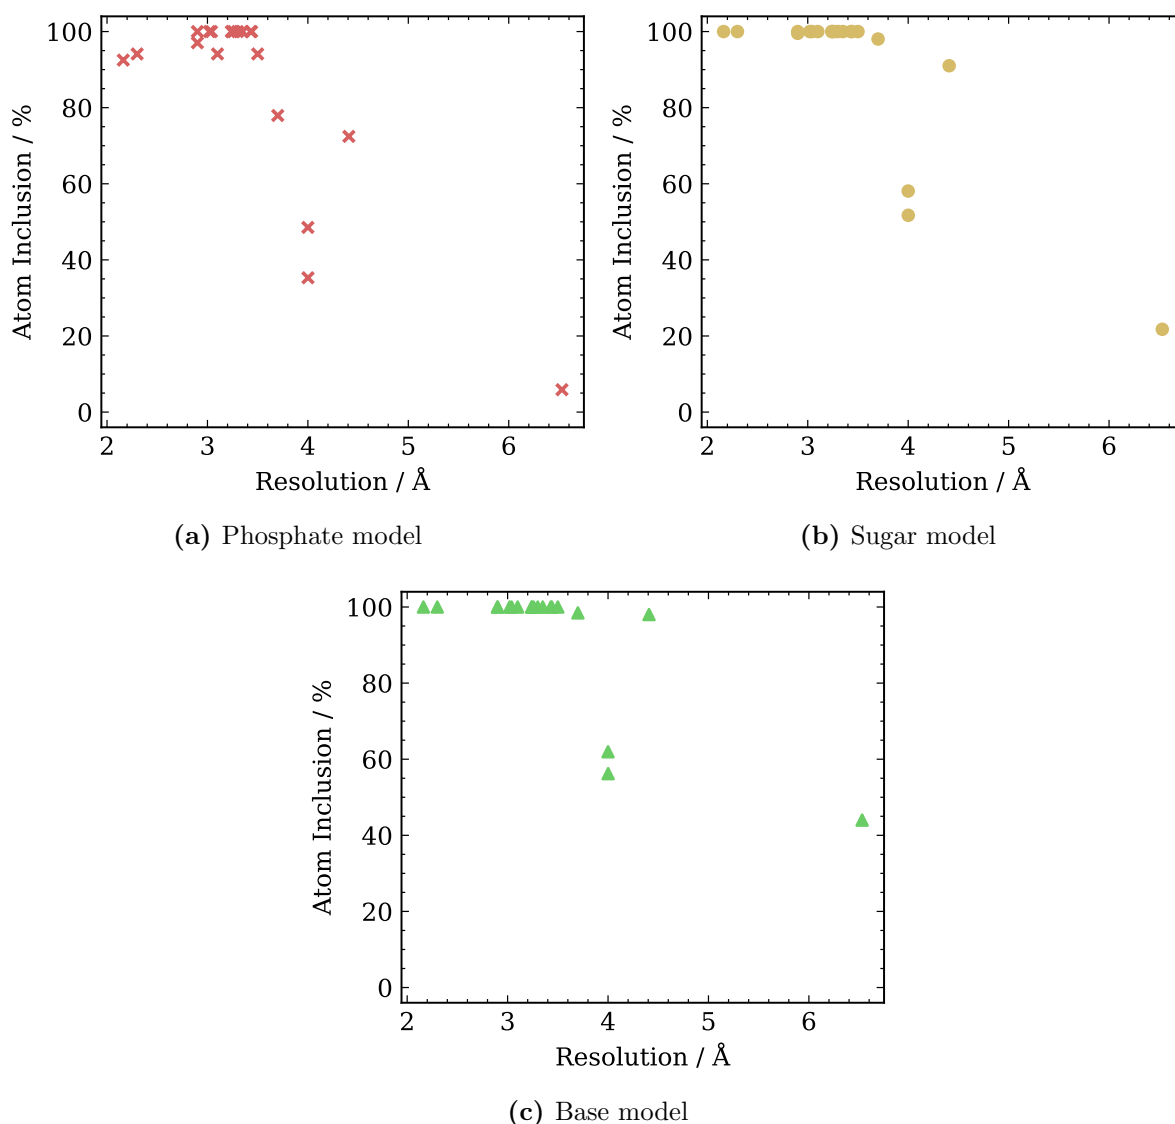 100
80
60
40
20
0
Atom Inclusion / %
2 3 4 5 6
Resolution / Å
(a) Phosphate model
100
80
60
40
20
0
Atom Inclusion / %
2 3 4 5 6
Resolution / Å
(b) Sugar model
100
80
60
40
20
0
Atom Inclusion / %
2 3 4 5 6
Resolution / Å
(c) Base model